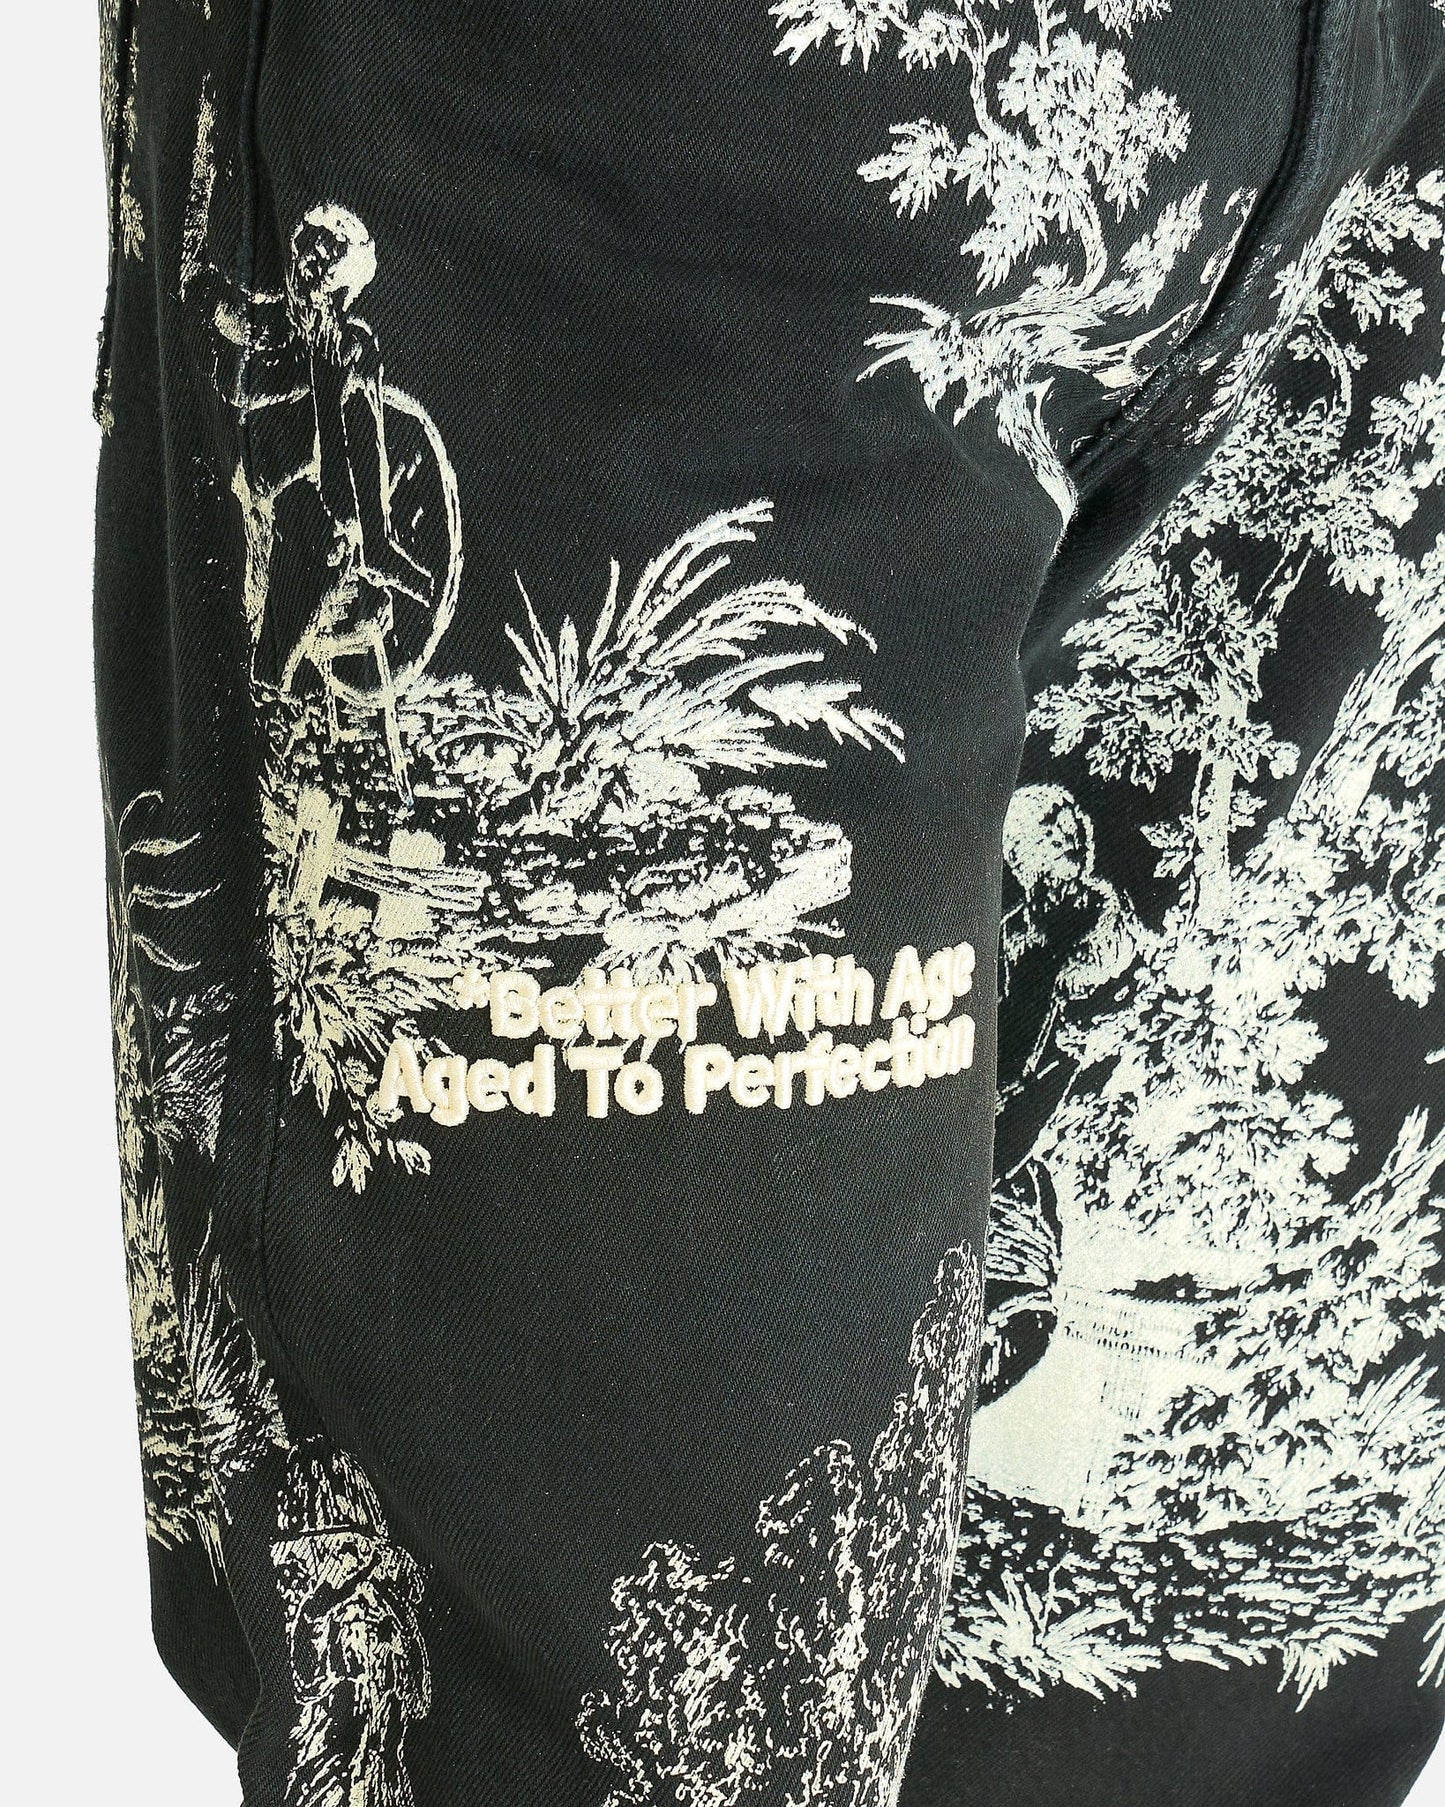 *Better With Age
Aged To Perfection